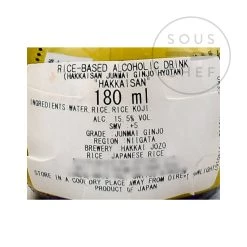 SOUS
CHEF
RICE-BASED ALCOHOLIC DRINK
(HAKKAISAN JUNMAI GINJO HYOTAN)
"HAKKAISAN"
180 ml
INGREDIENTS:WATER,RICE,RICE KOJI
ALC. 15.5% VOL
SMV +5
GRADE JUNMAI GINJO
REGION NIIGATA
BREWERY HAKKAI JOZO
RICE JAPANESE RICE
STORE IN A COOL DRY PLACE AWAY FROM DIRECT SUNLIGHT
PRODUCT OF JAPAN